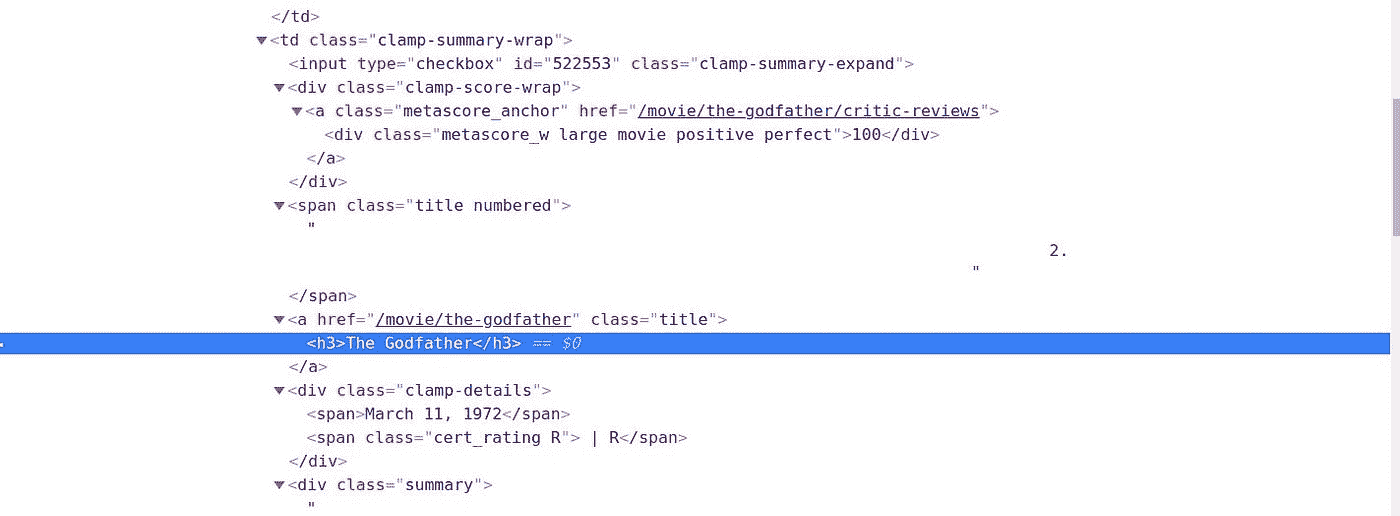 </td>
▼<td class="clamp-summary-wrap">
<input type="checkbox" id="522553" class="clamp-summary-expand">
▼<div class="clamp-score-wrap">
▼<a class="metascore_anchor" href="/movie/the-godfather/critic-reviews">
<div class="metascore_w large movie positive perfect">100</div>
</a>
</div>
▼<span class="title numbered">
"
2.
"
</span>
▼<a href="/movie/the-godfather" class="title">
<h3>The Godfather</h3> == $0
</a>
▼<div class="clamp-details">
<span>March 11, 1972</span>
<span class="cert_rating R"> | R</span>
</div>
▼<div class="summary">
"